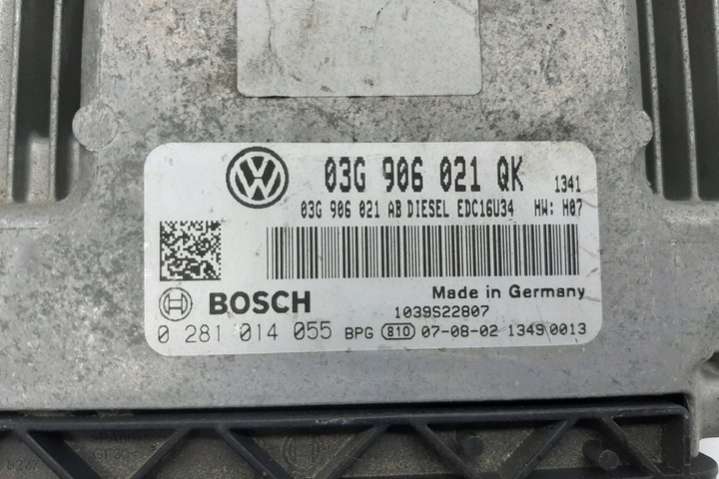 03G 906 021 QK 1341
03G 906 021 AB DIESEL EDC16U34 HW: H07
Made in Germany
BOSCH 1039S22807
0 281 014 055 BPG 810 07-08-02 1349 0013